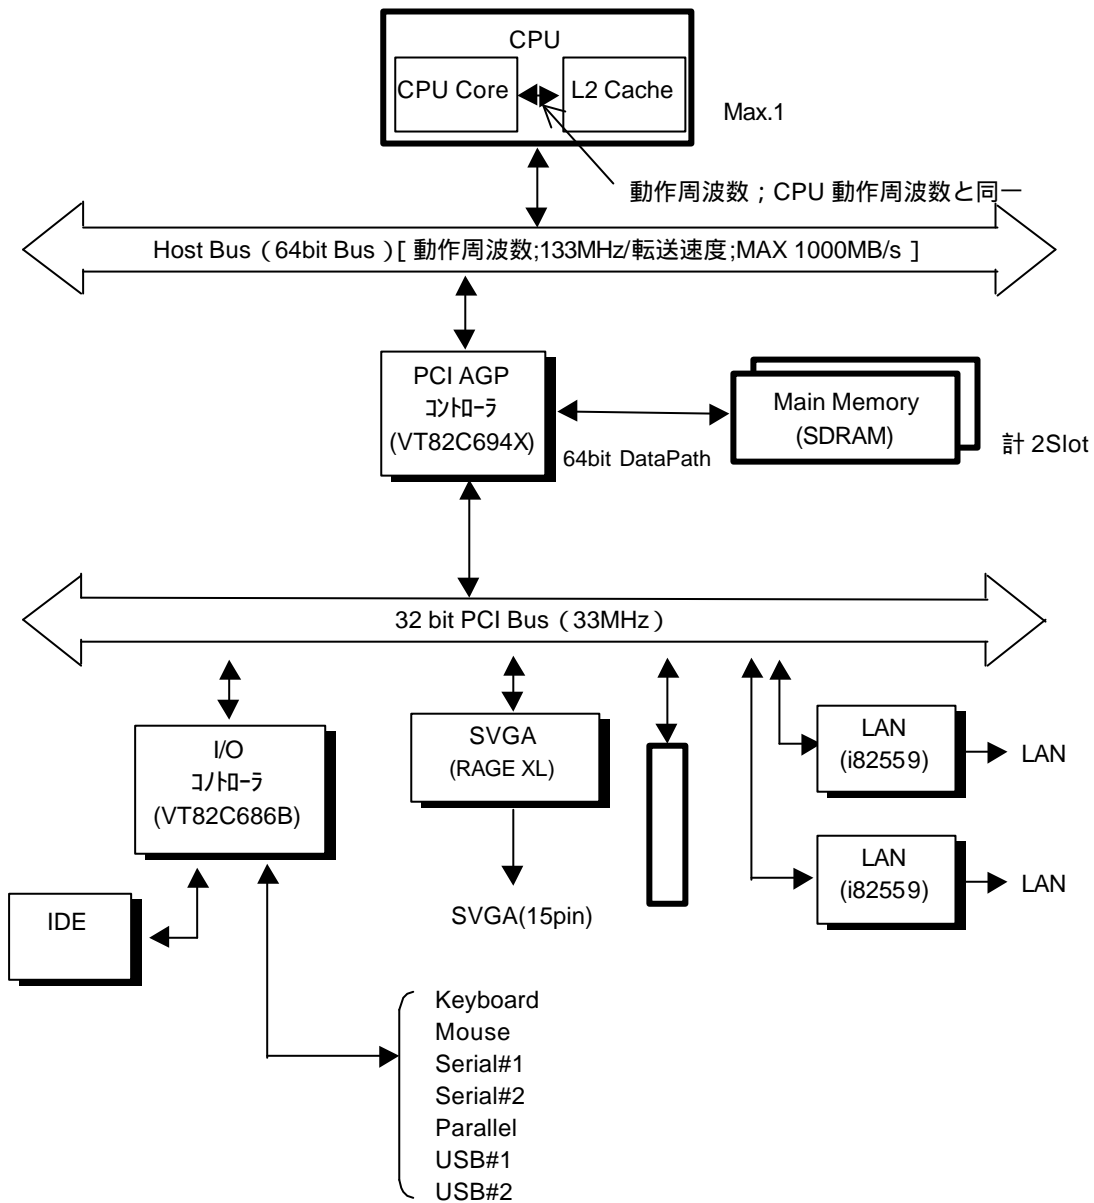 CPU
CPU Core
L2 Cache
Max.1
動作周波数；CPU 動作周波数と同一
Host Bus（64bit Bus）[ 動作周波数;133MHz/転送速度;MAX 1000MB/s ]
PCI AGP
ｺﾝﾄﾛｰﾗ
(VT82C694X)
64bit DataPath
Main Memory
(SDRAM)
計 2Slot
32 bit PCI Bus（33MHz）
I/O
ｺﾉﾄﾛｰﾗ
(VT82C686B)
SVGA
(RAGE XL)
LAN
(i82559)
LAN
LAN
(i82559)
LAN
IDE
SVGA(15pin)
Keyboard
Mouse
Serial#1
Serial#2
Parallel
USB#1
USB#2